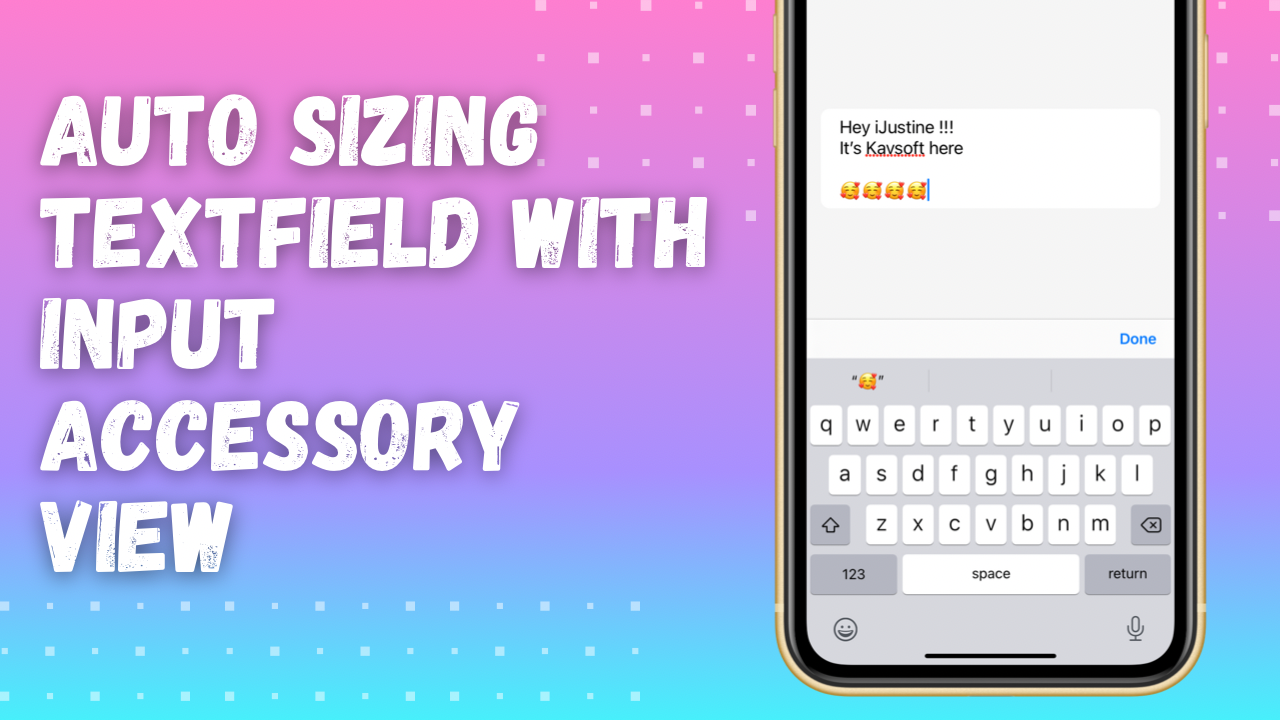 AUTO SIZING
TEXTFIELD WITH
INPUT
ACCESSORY
VIEW
Hey iJustine !!!
It's Kavsoft here
🥰🥰🥰🥰
Done
“🥰”
q w e r t y u i o p
a s d f g h j k l
z x c v b n m
123 space return